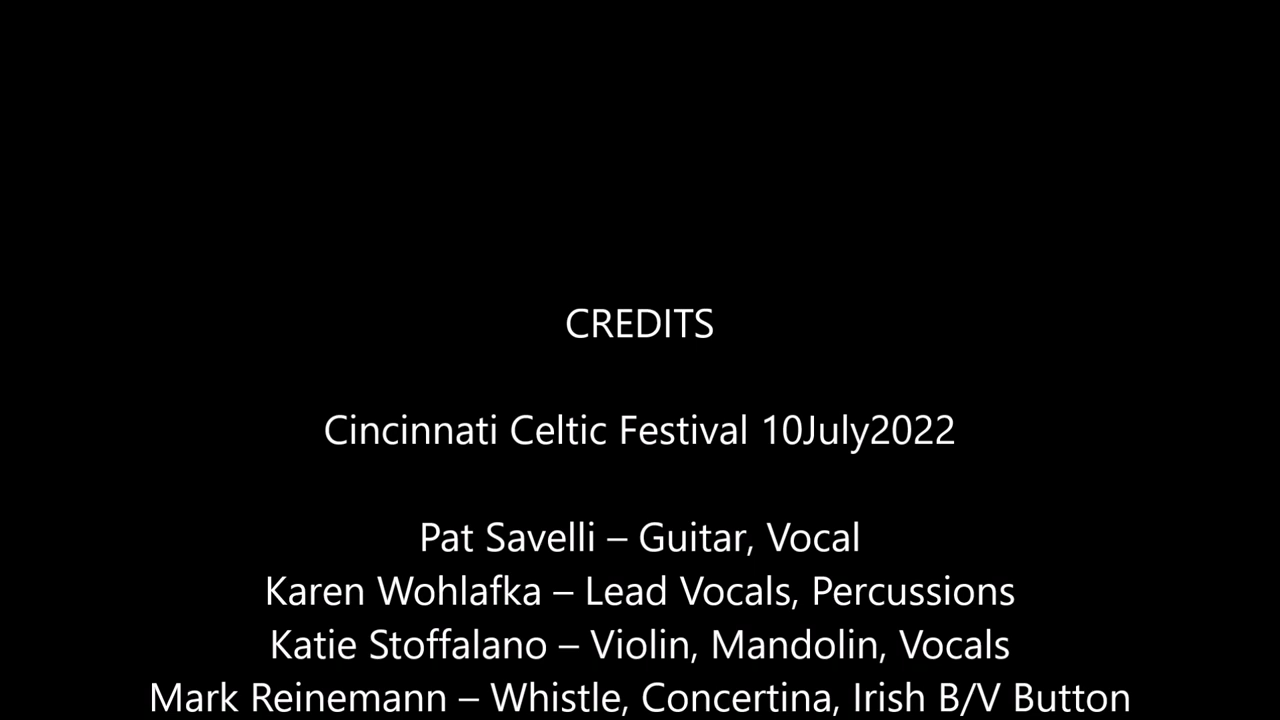 CREDITS
Cincinnati Celtic Festival 10July2022
Pat Savelli – Guitar, Vocal
Karen Wohlafka – Lead Vocals, Percussions
Katie Stoffalano – Violin, Mandolin, Vocals
Mark Reinemann – Whistle, Concertina, Irish B/V Button